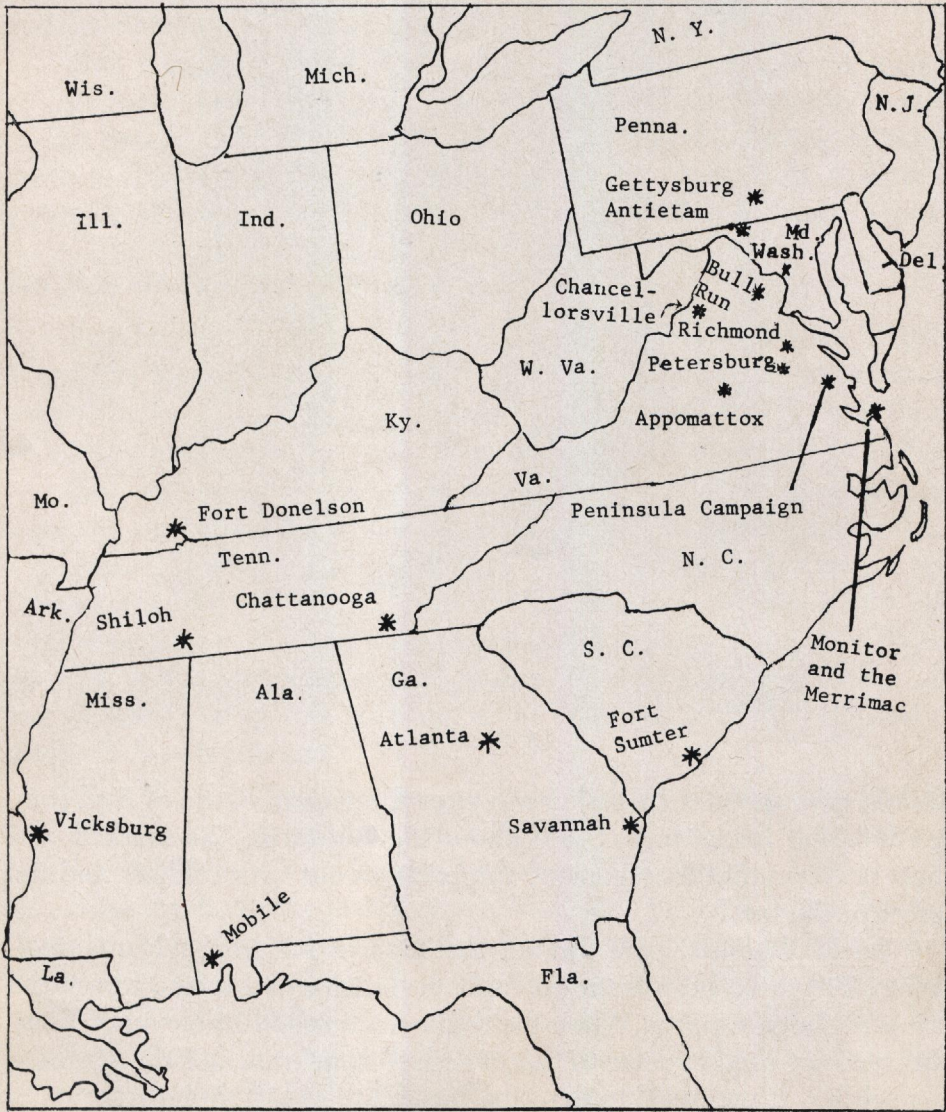 N. Y.
Wis.
Mich.
N.J.
Penna.
Gettysburg
Antietam
Ill.
Ind.
Ohio
Md.
Wash.
Del.
Bull
Run
Chancel-
lorsville
Richmond
W. Va.
Petersburg
Appomattox
Ky.
Va.
Mo.
Fort Donelson
Peninsula Campaign
Tenn.
N. C.
Ark.
Shiloh
Chattanooga
S. C.
Monitor
and the
Merrimac
Miss.
Ala.
Ga.
Atlanta
Fort
Sumter
Vicksburg
Savannah
Mobile
La.
Fla.